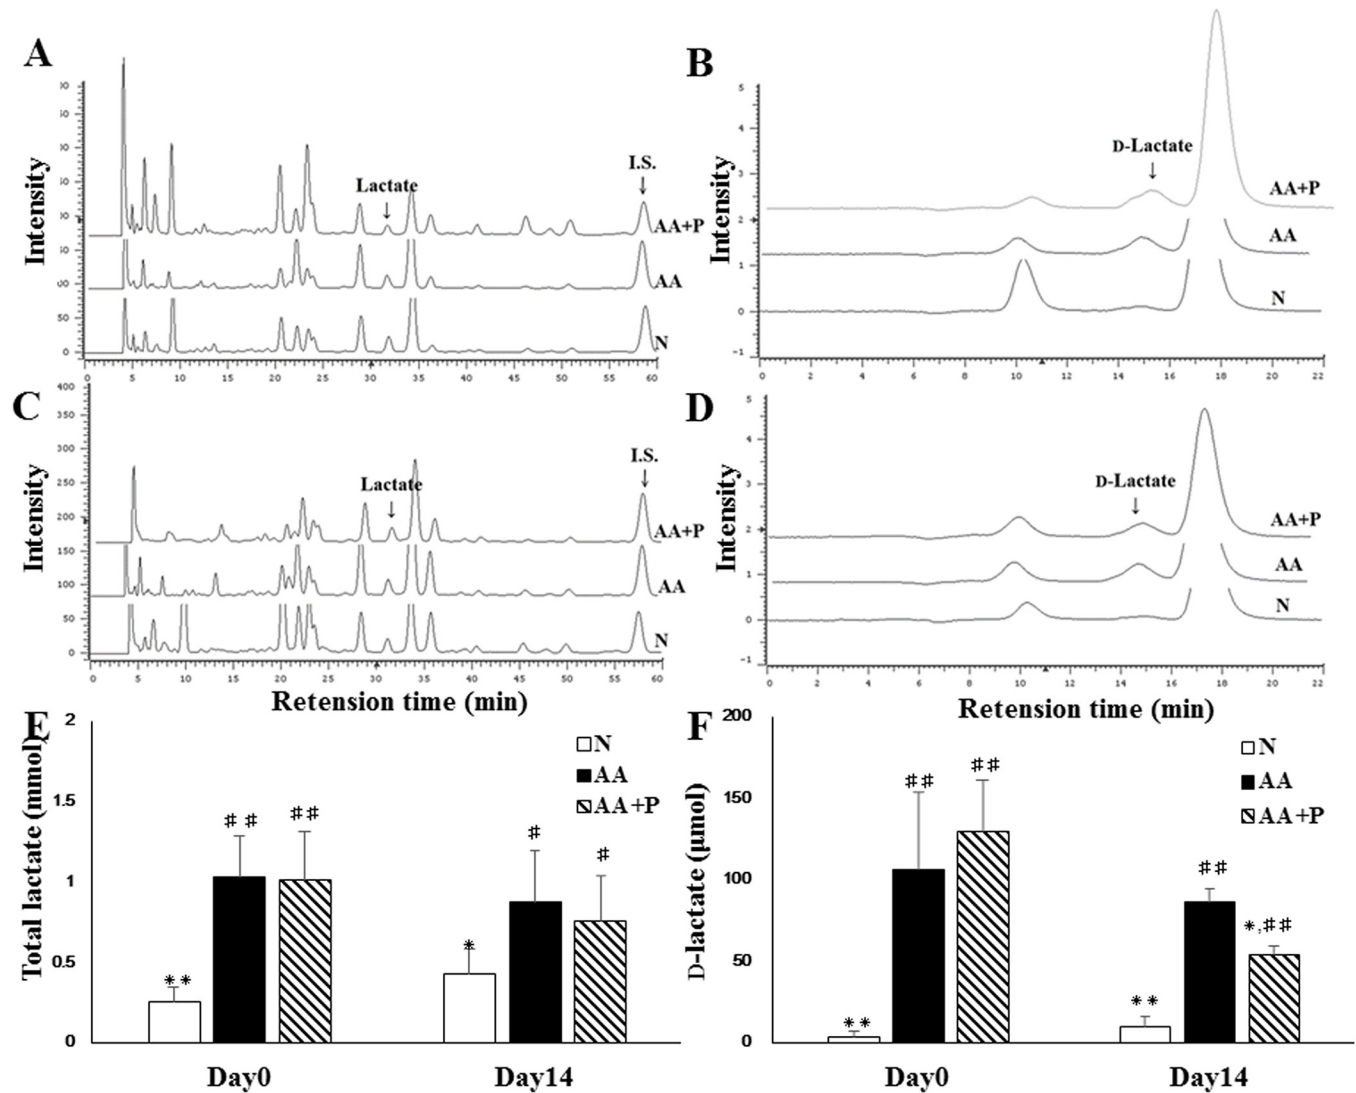 A
Intensity
50
0
Lactate
I.S.
AA+P
AA
N
0 5 10 15 20 25 30 35 40 45 50 55 60
B
Intensity
5
4
3
2
1
0
-1
D-Lactate
AA+P
AA
N
0 2 4 6 8 10 12 14 16 18 20 22
C
Intensity
400
350
300
250
200
150
100
50
0
Lactate
I.S.
AA+P
AA
N
0 5 10 15 20 25 30 35 40 45 50 55 60
Retension time (min)
D
Intensity
5
4
3
2
1
0
-1
D-Lactate
AA+P
AA
N
0 2 4 6 8 10 12 14 16 18 20 22
Retension time (min)
E
Total lactate (mmol)
2
1.5
1
0.5
0
N
AA
AA+P
**
##
##
*
#
#
Day0 Day14
F
D-lactate (μmol)
200
150
100
50
0
N
AA
AA+P
**
##
##
**
##
*,##
Day0 Day14